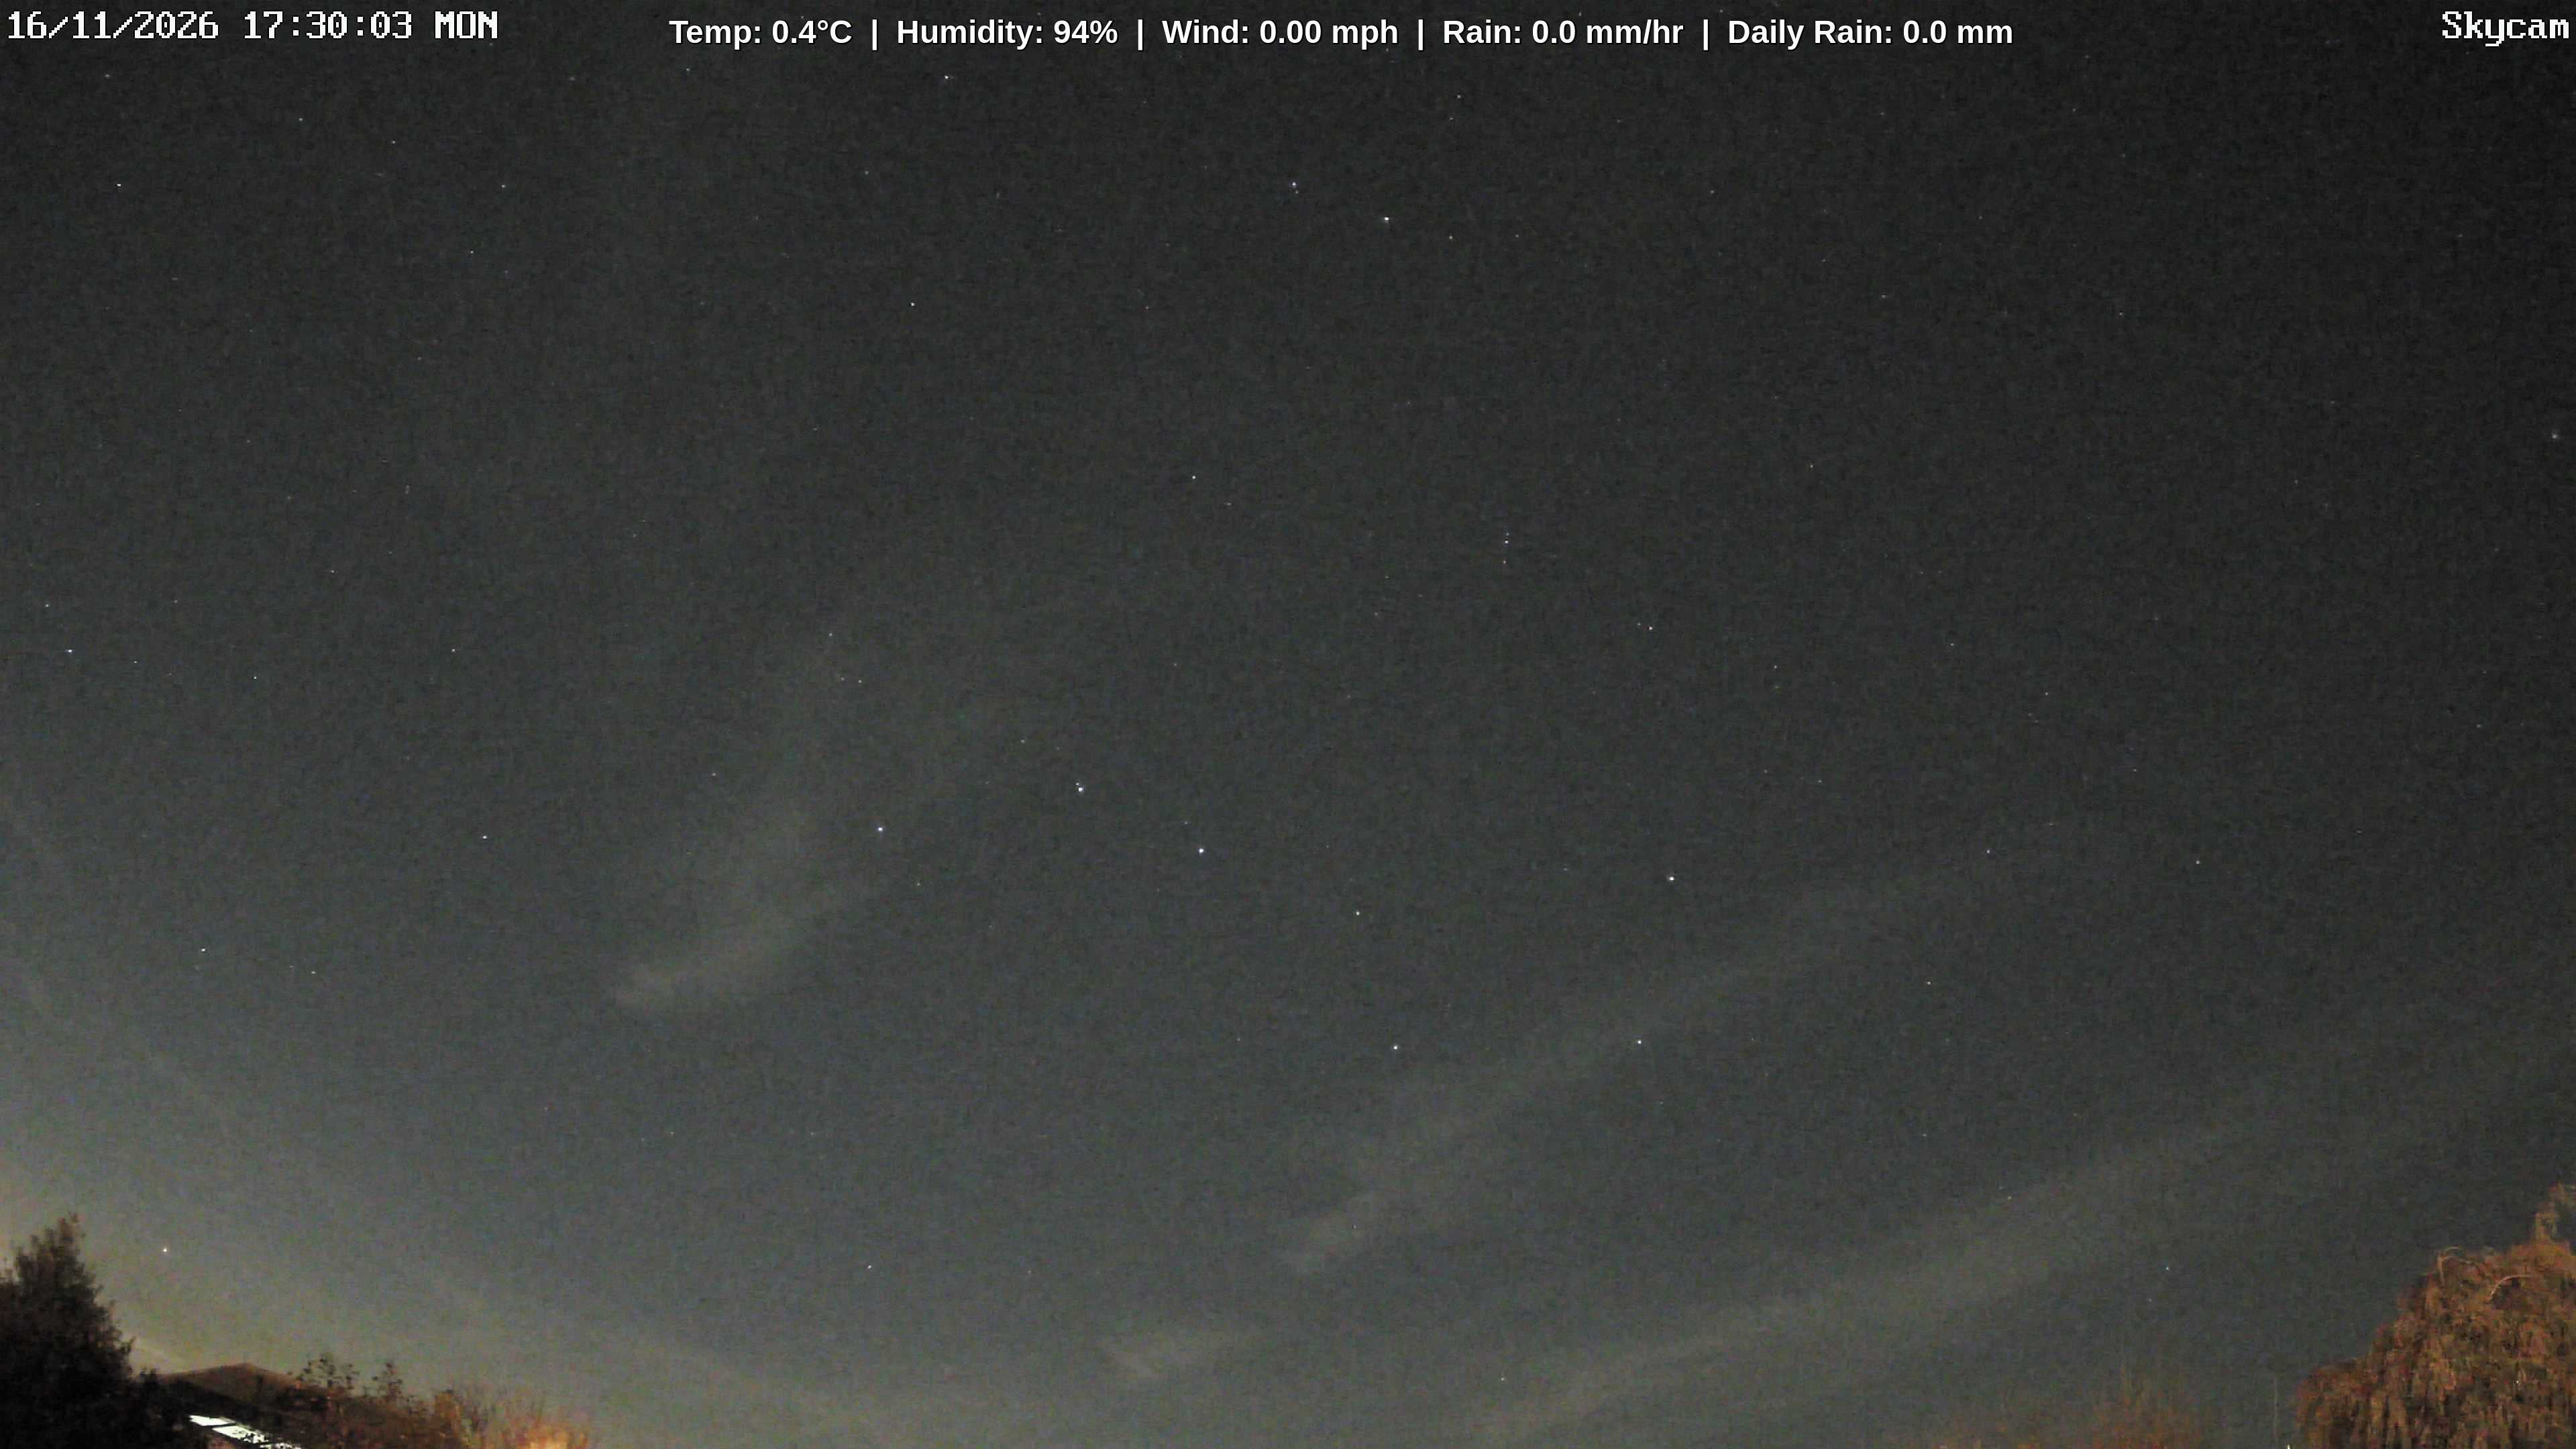 16/11/2026 17:30:03 MON
Temp: 0.4°C | Humidity: 94% | Wind: 0.00 mph | Rain: 0.0 mm/hr | Daily Rain: 0.0 mm
Skycam